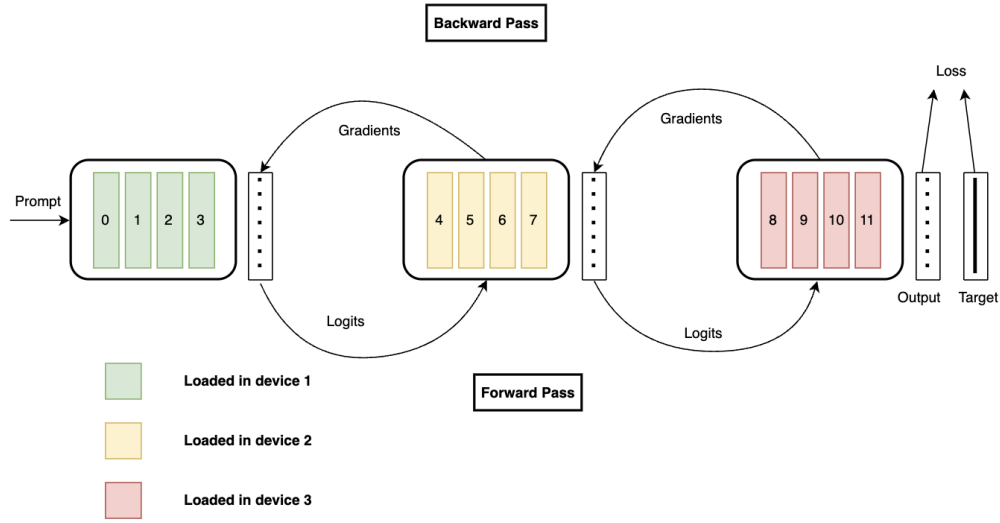 Backward Pass
Loss
Gradients
Gradients
Prompt
0 1 2 3
4 5 6 7
8 9 10 11
Output
Target
Logits
Logits
Forward Pass
Loaded in device 1
Loaded in device 2
Loaded in device 3